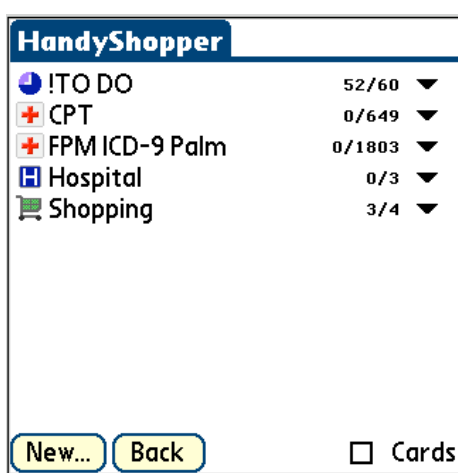 HandyShopper
!TO DO 52/60
CPT 0/649
FPM ICD-9 Palm 0/1803
H Hospital 0/3
Shopping 3/4
New... Back Cards